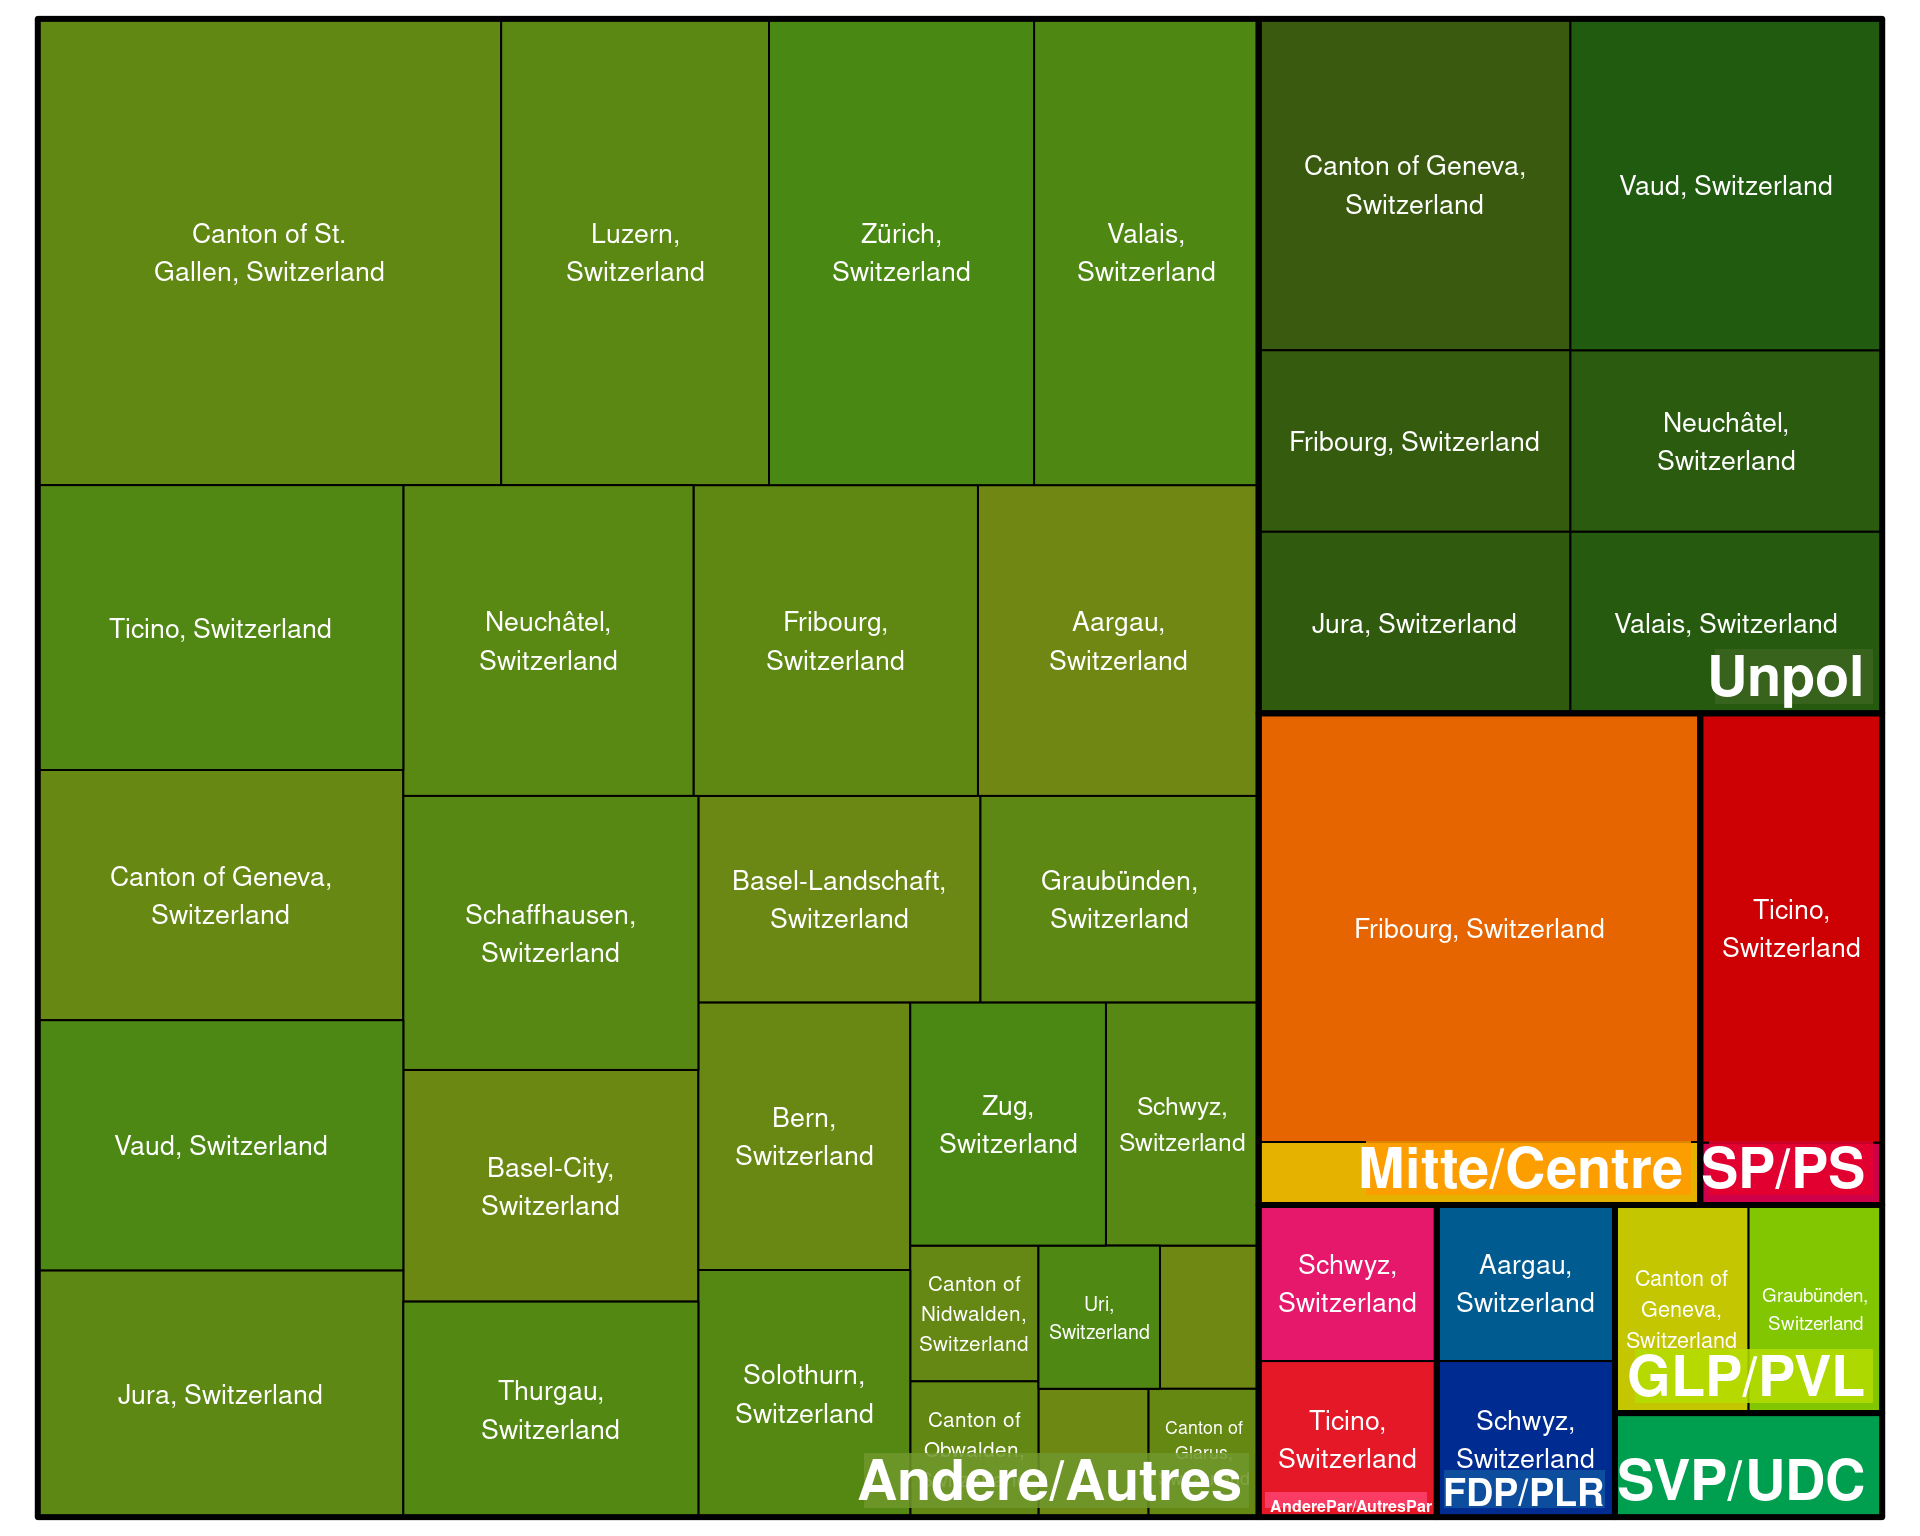 Canton of St.
Gallen, Switzerland
Luzern,
Switzerland
Zürich,
Switzerland
Valais,
Switzerland
Ticino, Switzerland
Neuchâtel,
Switzerland
Fribourg,
Switzerland
Aargau,
Switzerland
Canton of Geneva,
Switzerland
Schaffhausen,
Switzerland
Basel-Landschaft,
Switzerland
Graubünden,
Switzerland
Vaud, Switzerland
Basel-City,
Switzerland
Bern,
Switzerland
Zug,
Switzerland
Schwyz,
Switzerland
Jura, Switzerland
Thurgau,
Switzerland
Solothurn,
Switzerland
Canton of
Nidwalden,
Switzerland
Uri,
Switzerland
Canton of
Obwalden,
Canton of
Glarus,
Andere/Autres
Canton of Geneva,
Switzerland
Vaud, Switzerland
Fribourg, Switzerland
Neuchâtel,
Switzerland
Jura, Switzerland
Valais, Switzerland
Unpol
Fribourg, Switzerland
Mitte/Centre
Ticino,
Switzerland
SP/PS
Schwyz,
Switzerland
Ticino,
Switzerland
AnderePar/AutresPar
Aargau,
Switzerland
Schwyz,
Switzerland
FDP/PLR
Canton of
Geneva,
Switzerland
Graubünden,
Switzerland
GLP/PVL
SVP/UDC